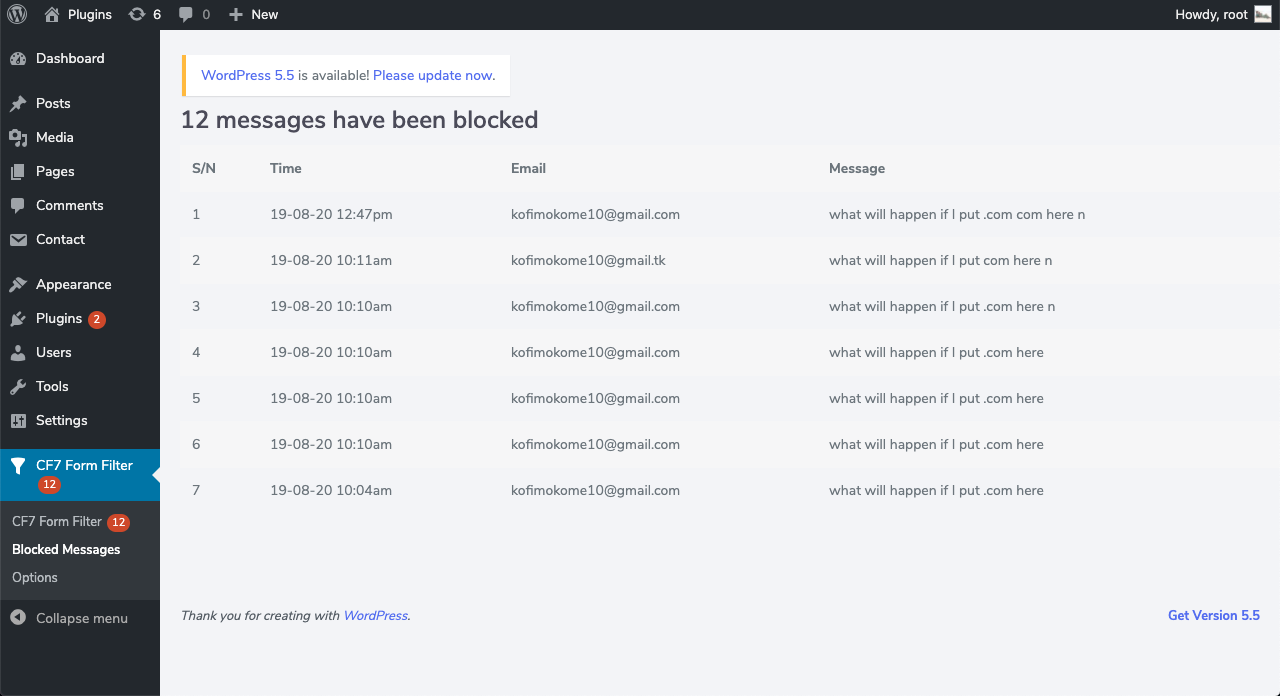 Plugins 6 0 New Howdy, root
Dashboard
Posts
Media
Pages
Comments
Contact
Appearance
Plugins 2
Users
Tools
Settings
CF7 Form Filter
12
CF7 Form Filter 12
Blocked Messages
Options
Collapse menu
WordPress 5.5 is available! Please update now.
12 messages have been blocked
S/N Time Email Message
1 19-08-20 12:47pm kofimokome10@gmail.com what will happen if I put .com com here n
2 19-08-20 10:11am kofimokome10@gmail.tk what will happen if I put com here n
3 19-08-20 10:10am kofimokome10@gmail.com what will happen if I put .com here n
4 19-08-20 10:10am kofimokome10@gmail.com what will happen if I put .com here
5 19-08-20 10:10am kofimokome10@gmail.com what will happen if I put .com here
6 19-08-20 10:10am kofimokome10@gmail.com what will happen if I put .com here
7 19-08-20 10:04am kofimokome10@gmail.com what will happen if I put .com here
Thank you for creating with WordPress. Get Version 5.5